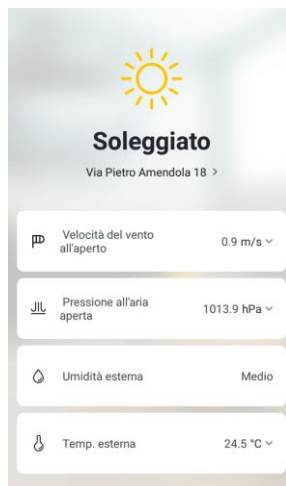 Soleggiato
Via Pietro Amendola 18 >
Velocità del vento
all'aperto
0.9 m/s
Pressione all'aria
aperta
1013.9 hPa
Umidità esterna
Medio
Temp. esterna
24.5 °C